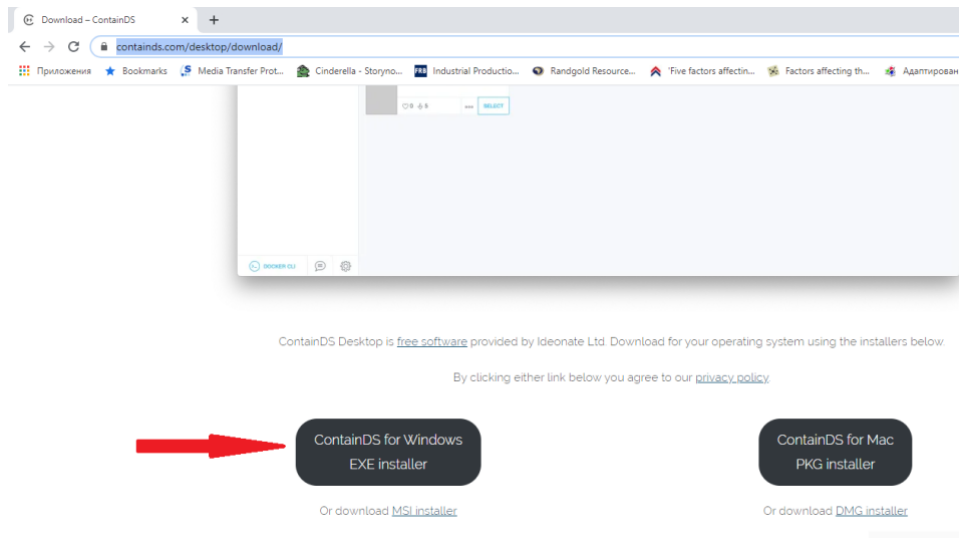 Download – ContainDS
containds.com/desktop/download/
Приложения Bookmarks Media Transfer Prot... Cinderella - Storyno... FRB Industrial Productio... Randgold Resource... 'Five factors affectin... Factors affecting th... Адаптирован
0 6 SELECT
DOCKER CLI
ContainDS Desktop is free software provided by Ideonate Ltd. Download for your operating system using the installers below.
By clicking either link below you agree to our privacy policy.
ContainDS for Windows
EXE installer
ContainDS for Mac
PKG installer
Or download MSI installer
Or download DMG installer